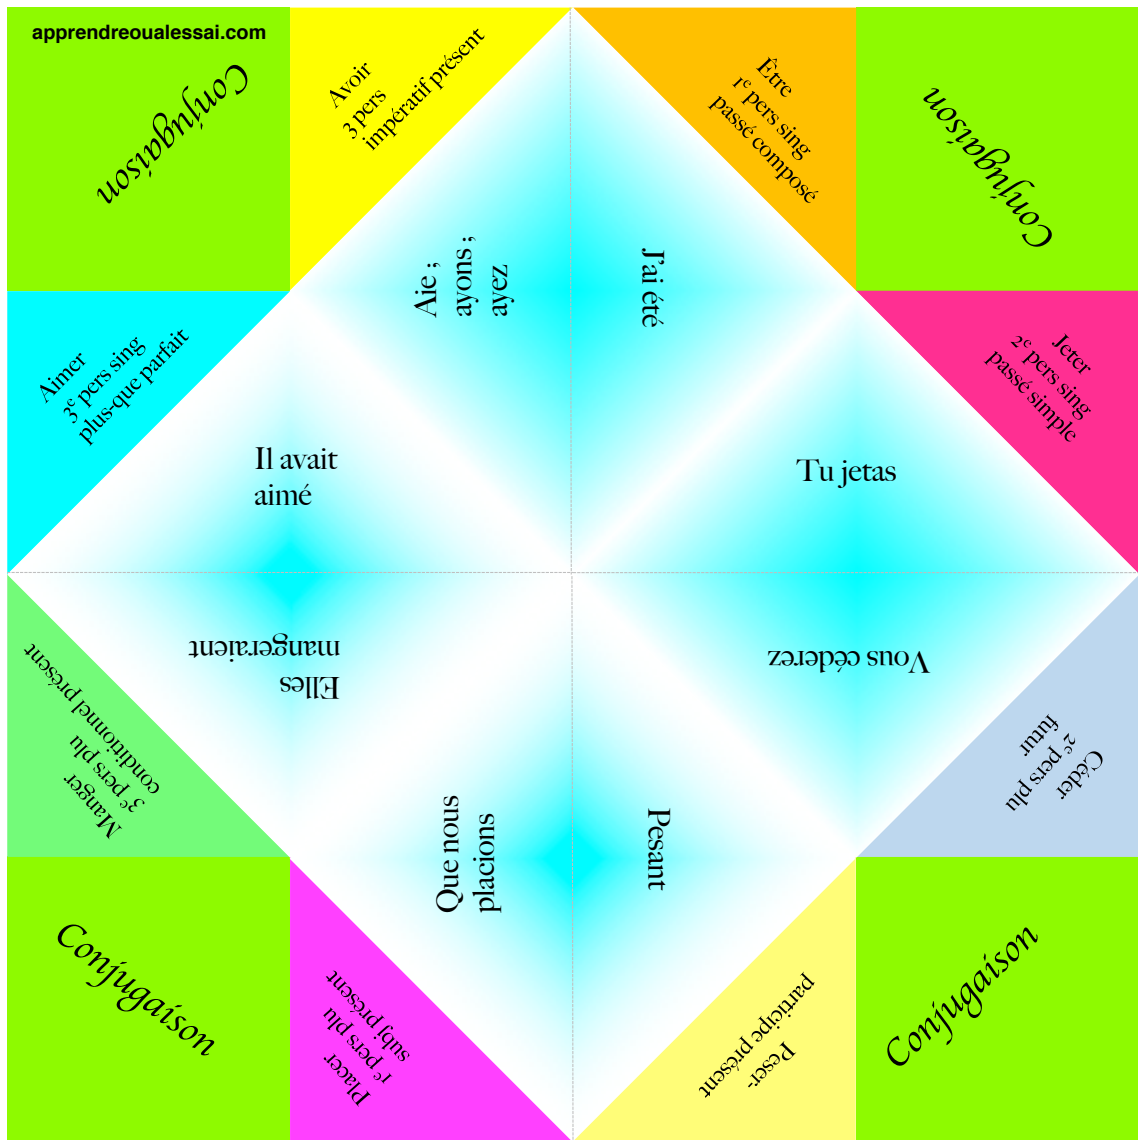 apprendreoualessai.com
Conjugaison
Avoir
3 pers
impératif présent
Être
1e pers sing
passé composé
Conjugaison
Aie ;
ayons ;
ayez
J'ai été
Aimer
3e pers sing
plus-que parfait
Jeter
2e pers sing
passé simple
Il avait
aimé
Tu jetas
Elles
mangeraient
Vous céderez
Manger
3e pers plu
conditionnel présent
Céder
2e pers plu
futur
Que nous
placions
Pesant
Conjugaison
Placer
1e pers plu
subj présent
Peser-
participe présent
Conjugaison